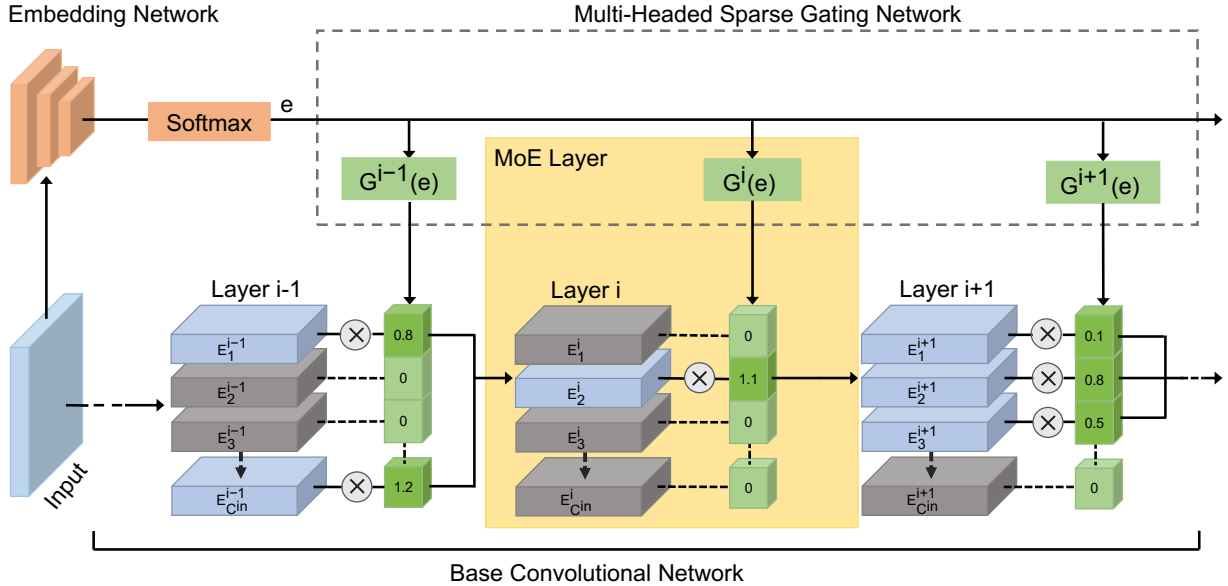 Embedding Network
Multi-Headed Sparse Gating Network
Softmax
e
MoE Layer
G^{i−1}(e)
G^{i}(e)
G^{i+1}(e)
Layer i-1
Layer i
Layer i+1
E_1^{i−1}
0.8
E_1^{i}
0
E_1^{i+1}
0.1
E_2^{i−1}
0
E_2^{i}
1.1
E_2^{i+1}
0.8
E_3^{i−1}
0
E_3^{i}
0
E_3^{i+1}
0.5
E_{Cin}^{i−1}
1.2
E_{Cin}^{i}
0
E_{Cin}^{i+1}
0
Input
Base Convolutional Network